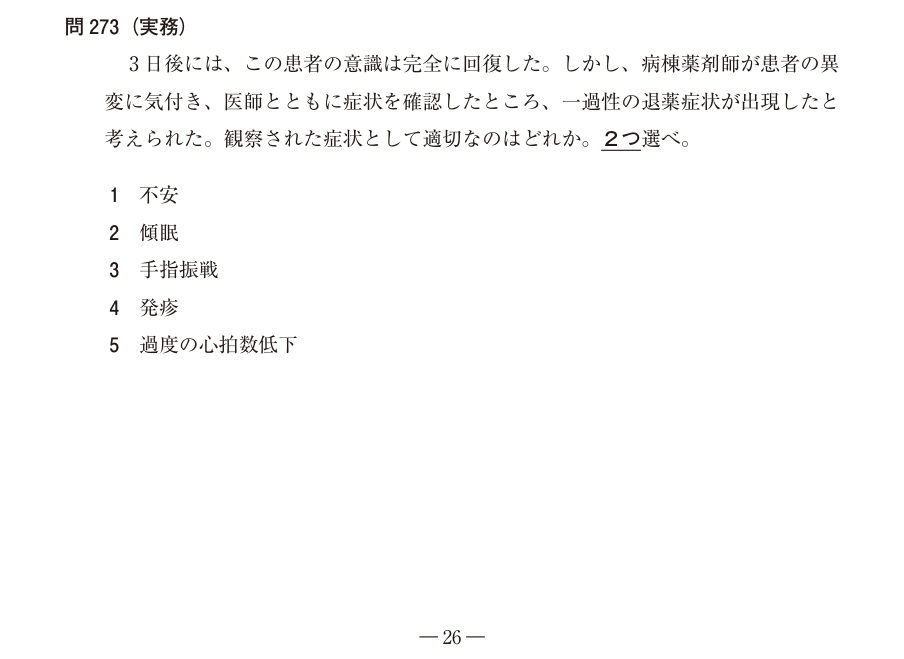 問 273（実務）
３日後には、この患者の意識は完全に回復した。しかし、病棟薬剤師が患者の異
変に気付き、医師とともに症状を確認したところ、一過性の退薬症状が出現したと
考えられた。観察された症状として適切なのはどれか。２つ選べ。
1 不安
2 傾眠
3 手指振戦
4 発疹
5 過度の心拍数低下
― 26 ―